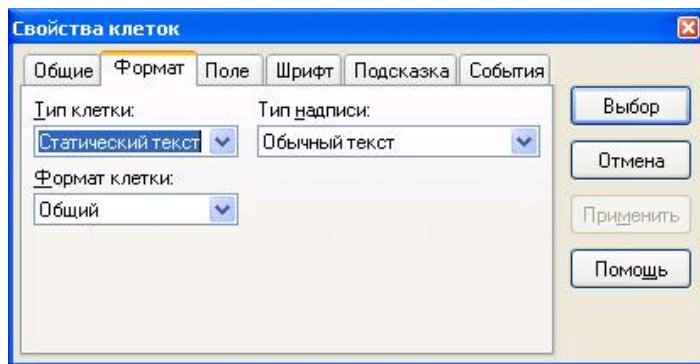 Свойства клеток
Общие Формат Поле Шрифт Подсказка События
Тип клетки: Тип надписи:
Статический текст Обычный текст
Формат клетки:
Общий
Выбор
Отмена
Применить
Помощь